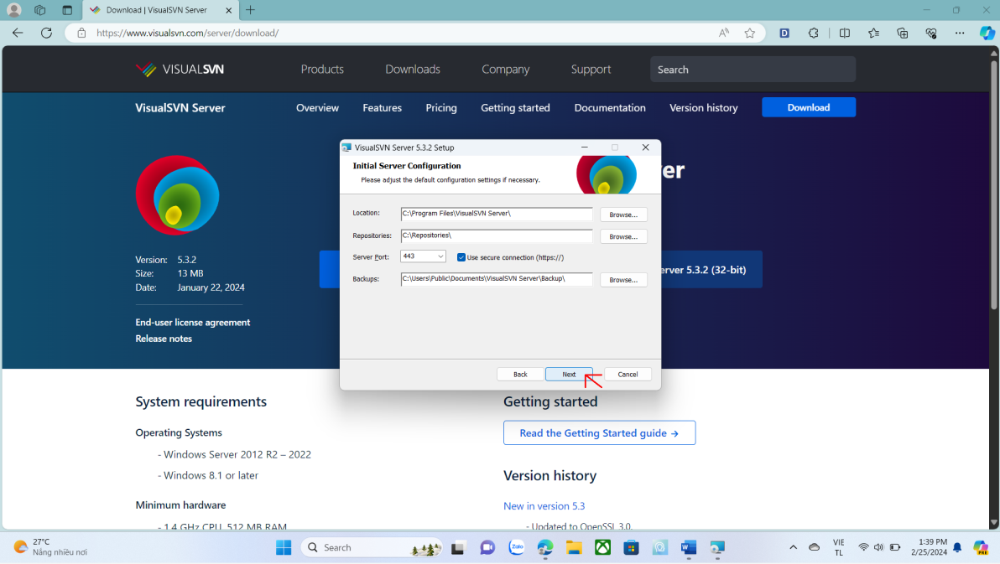 Download | VisualSVN Server
https://www.visualsvn.com/server/download/
VISUALSVN
Products
Downloads
Company
Support
Search
VisualSVN Server
Overview
Features
Pricing
Getting started
Documentation
Version history
Download
VisualSVN Server 5.3.2 Setup
Initial Server Configuration
Please adjust the default configuration settings if necessary.
er
Location:
C:\Program Files\VisualSVN Server\
Browse...
Repositories:
C:\Repositories\
Browse...
Server Port:
443
Use secure connection (https://)
Backups:
C:\Users\Public\Documents\VisualSVN Server\Backup\
Browse...
Back
Next
Cancel
erver 5.3.2 (32-bit)
Version: 5.3.2
Size: 13 MB
Date: January 22, 2024
End-user license agreement
Release notes
System requirements
Operating Systems
- Windows Server 2012 R2 – 2022
- Windows 8.1 or later
Minimum hardware
- 1.4 GHz CPU, 512 MB RAM
Getting started
Read the Getting Started guide →
Version history
New in version 5.3
- Updated to OpenSSL 3.0.
27°C
Nắng nhiều nơi
Search
Zalo
VIE
TL
1:39 PM
2/25/2024
PRE